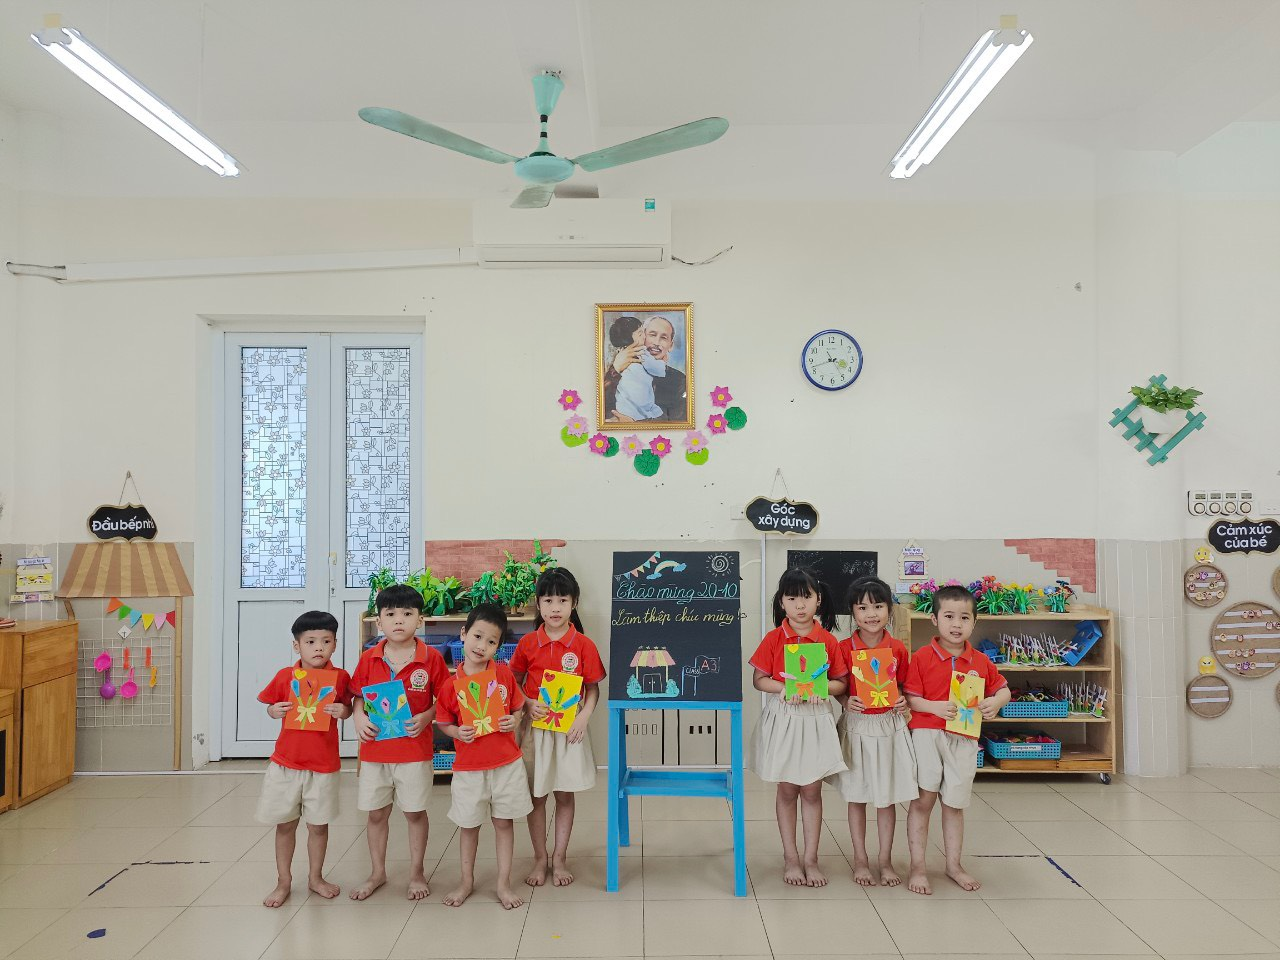 Đầu bếp nhí
Góc
xây dựng
Cảm xúc
của bé
Chào mừng 20-10
Làm thiệp chúc mừng!
LỚP A3